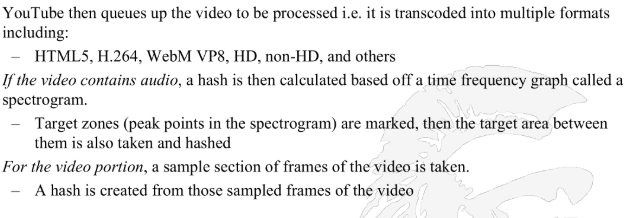 YouTube then queues up the video to be processed i.e. it is transcoded into multiple formats
including:
– HTML5, H.264, WebM VP8, HD, non-HD, and others
If the video contains audio, a hash is then calculated based off a time frequency graph called a
spectrogram.
– Target zones (peak points in the spectrogram) are marked, then the target area between
them is also taken and hashed
For the video portion, a sample section of frames of the video is taken.
– A hash is created from those sampled frames of the video